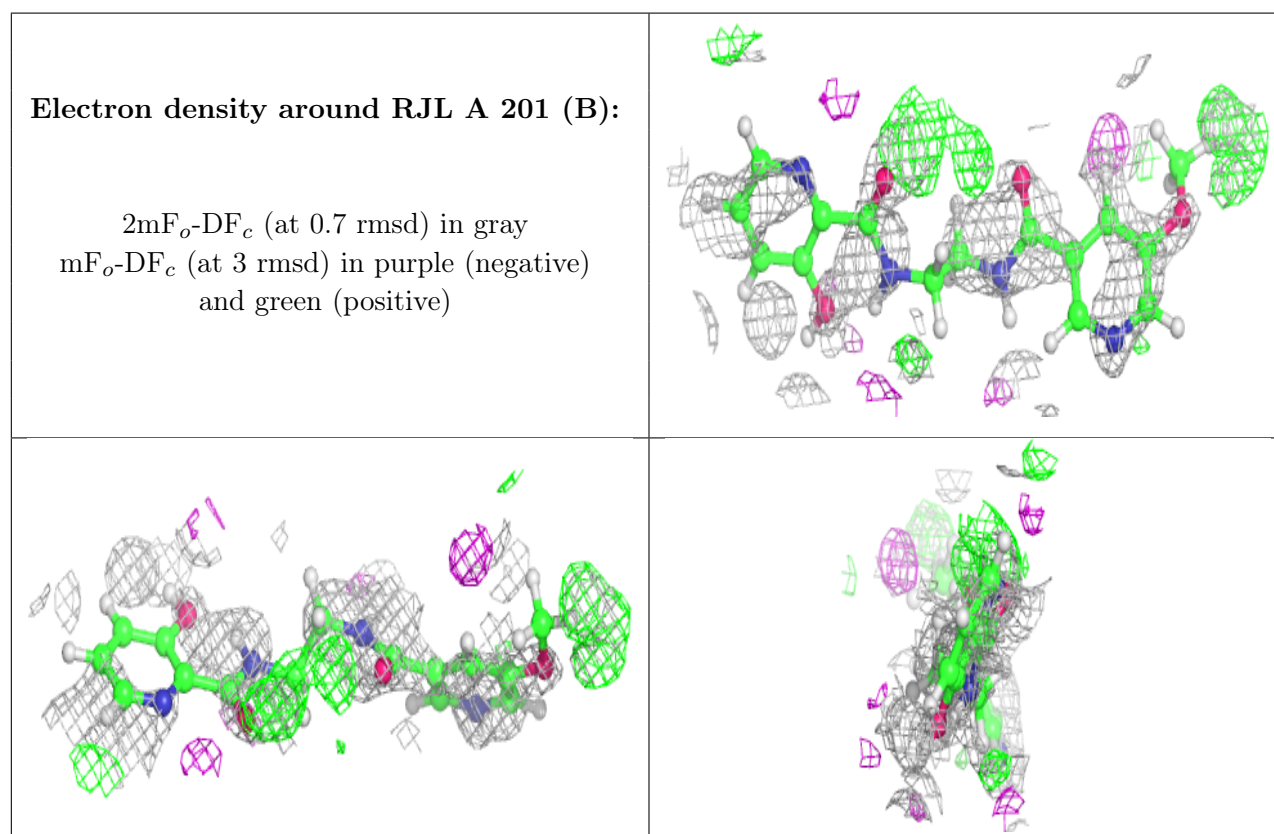 Electron density around RJL A 201 (B):
2mFo-DFc (at 0.7 rmsd) in gray
mFo-DFc (at 3 rmsd) in purple (negative)
and green (positive)